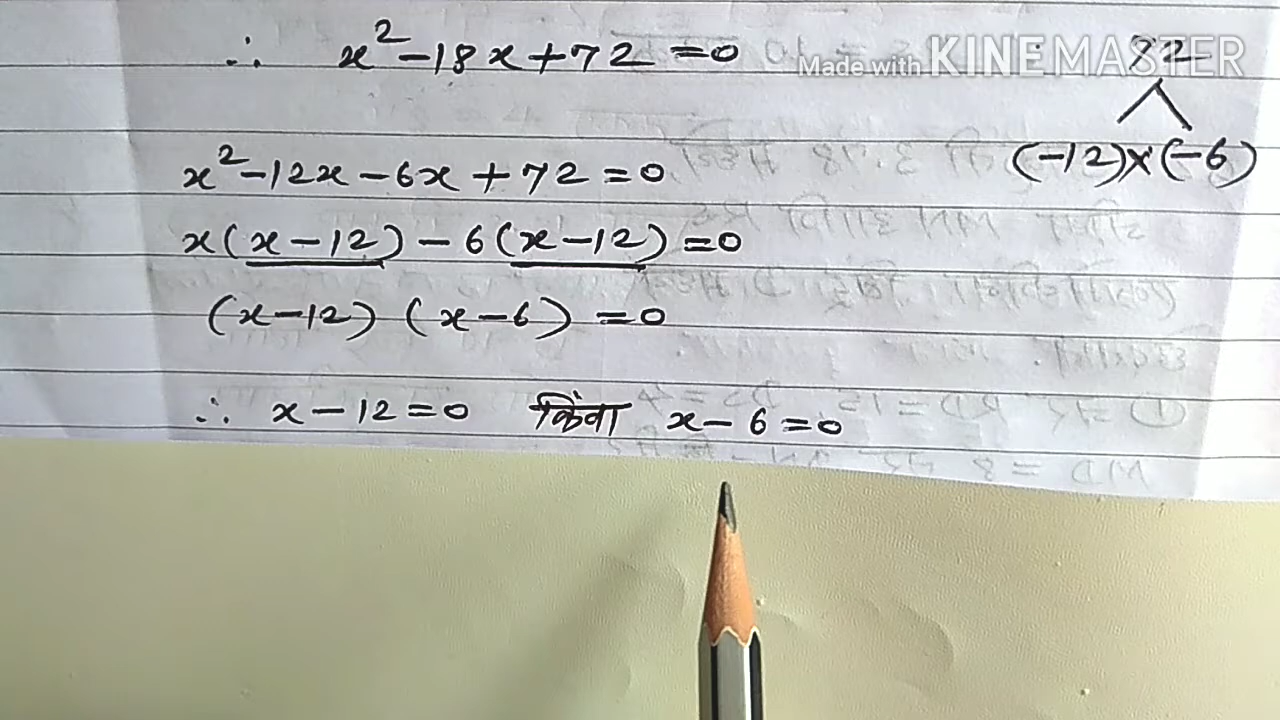 ∴ x² - 18x + 72 = 0
Made with KINEMASTER
72
(-12) × (-6)
x² - 12x - 6x + 72 = 0
x(x - 12) - 6(x - 12) = 0
(x - 12) (x - 6) = 0
∴ x - 12 = 0 किंवा x - 6 = 0